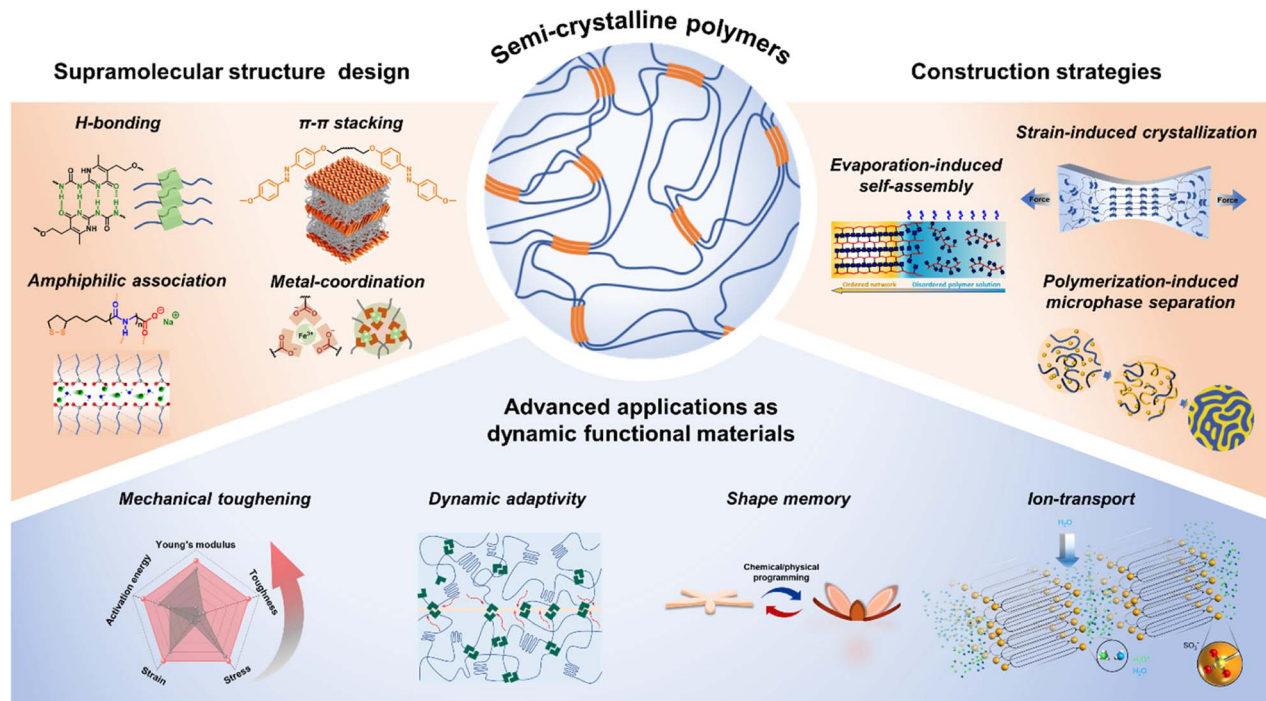 Semi-crystalline polymers
Supramolecular structure design
H-bonding
π-π stacking
Amphiphilic association
Metal-coordination
Fe3+
Na
Construction strategies
Strain-induced crystallization
Force
Force
Evaporation-induced
self-assembly
Ordered network
Disordered polymer solution
Polymerization-induced
microphase separation
Advanced applications as
dynamic functional materials
Mechanical toughening
Young's modulus
Activation energy
Toughness
Strain
Stress
Dynamic adaptivity
Shape memory
Chemical/physical
programming
Ion-transport
H₂O
SO₃⁻
H₃O⁺
H₂O